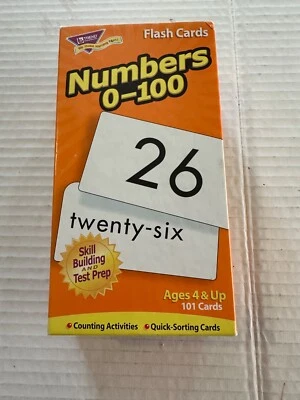 Flash Cards
TREND
Numbers
0–100
26
twenty-six
Skill
Building
AND
Test Prep
Ages 4 & Up
101 Cards
• Counting Activities • Quick-Sorting Cards